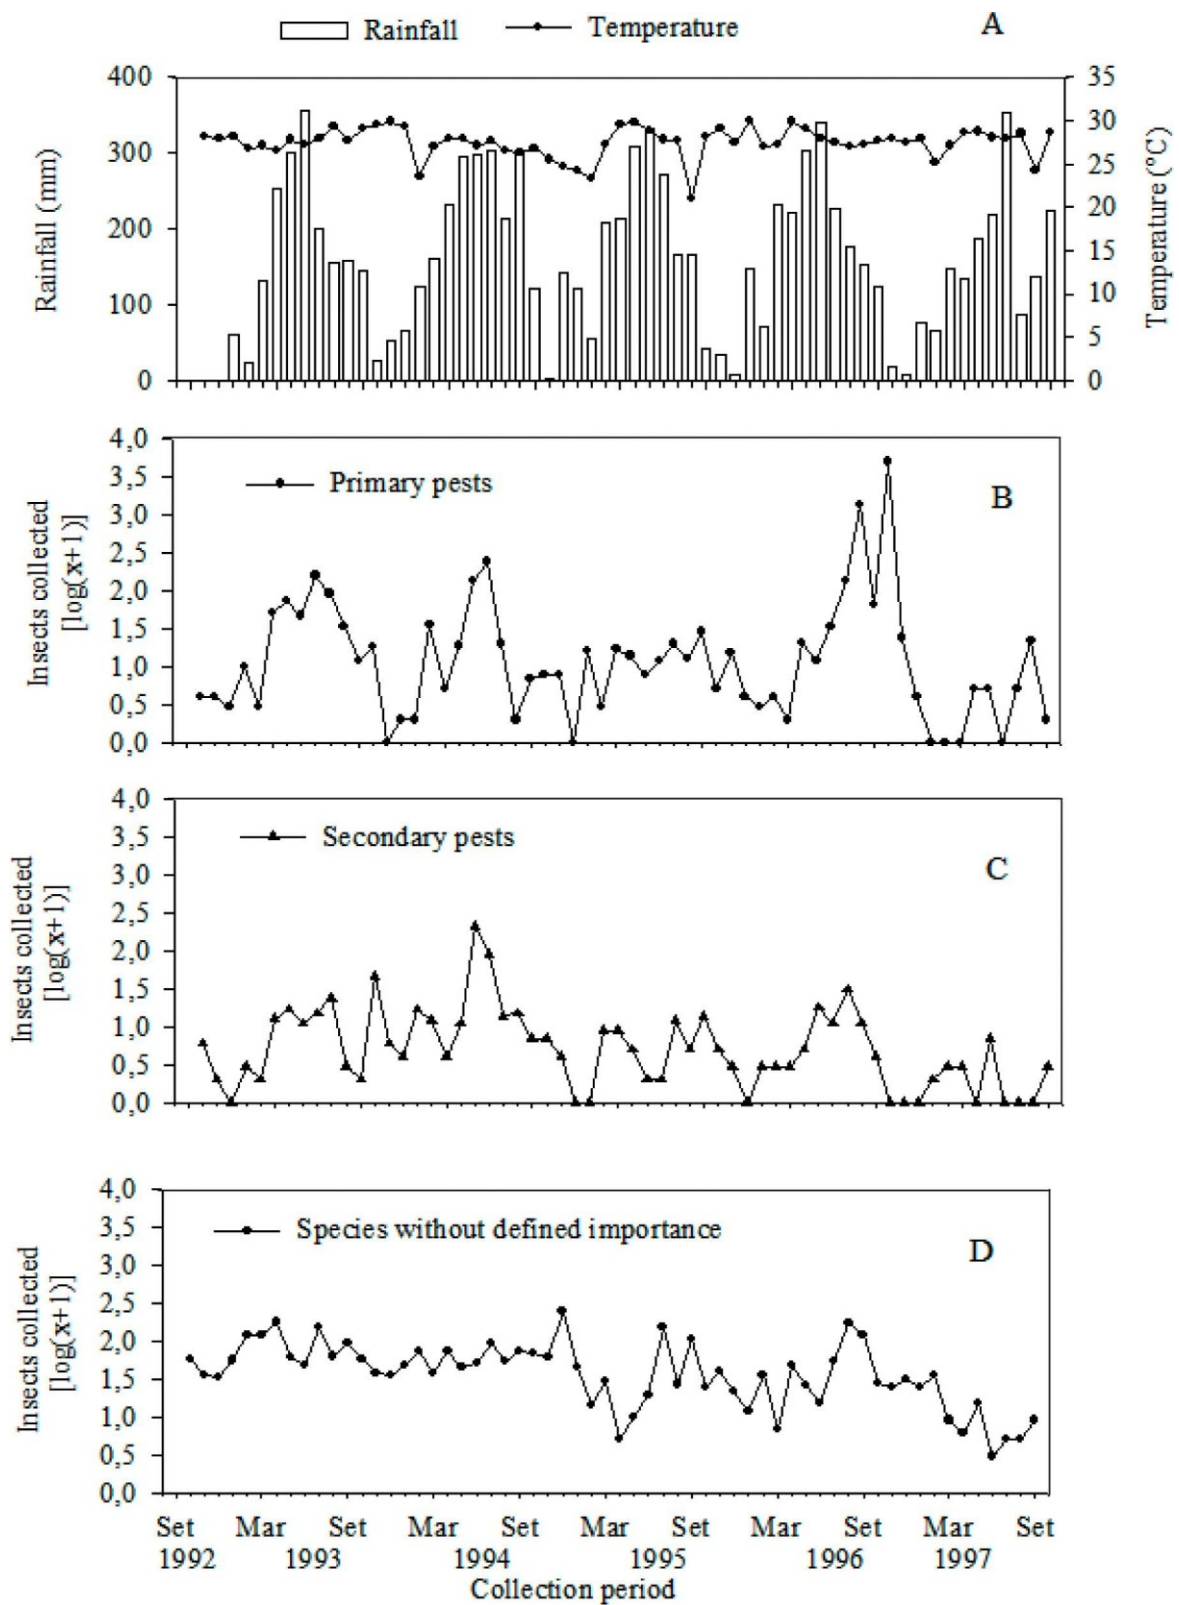 Rainfall Temperature A
400 35
300 30
200 25
100 20
0 15
10
5
0
Rainfall (mm)
Temperature (°C)
4,0
3,5
3,0
2,5
2,0
1,5
1,0
0,5
0,0
Insects collected
[log(x+1)]
Primary pests
B
4,0
3,5
3,0
2,5
2,0
1,5
1,0
0,5
0,0
Insects collected
[log(x+1)]
Secondary pests
C
4,0
3,5
3,0
2,5
2,0
1,5
1,0
0,5
0,0
Insects collected
[log(x+1)]
Species without defined importance
D
Set Mar Set Mar Set Mar Set Mar Set Mar Set
1992 1993 1994 1995 1996 1997
Collection period